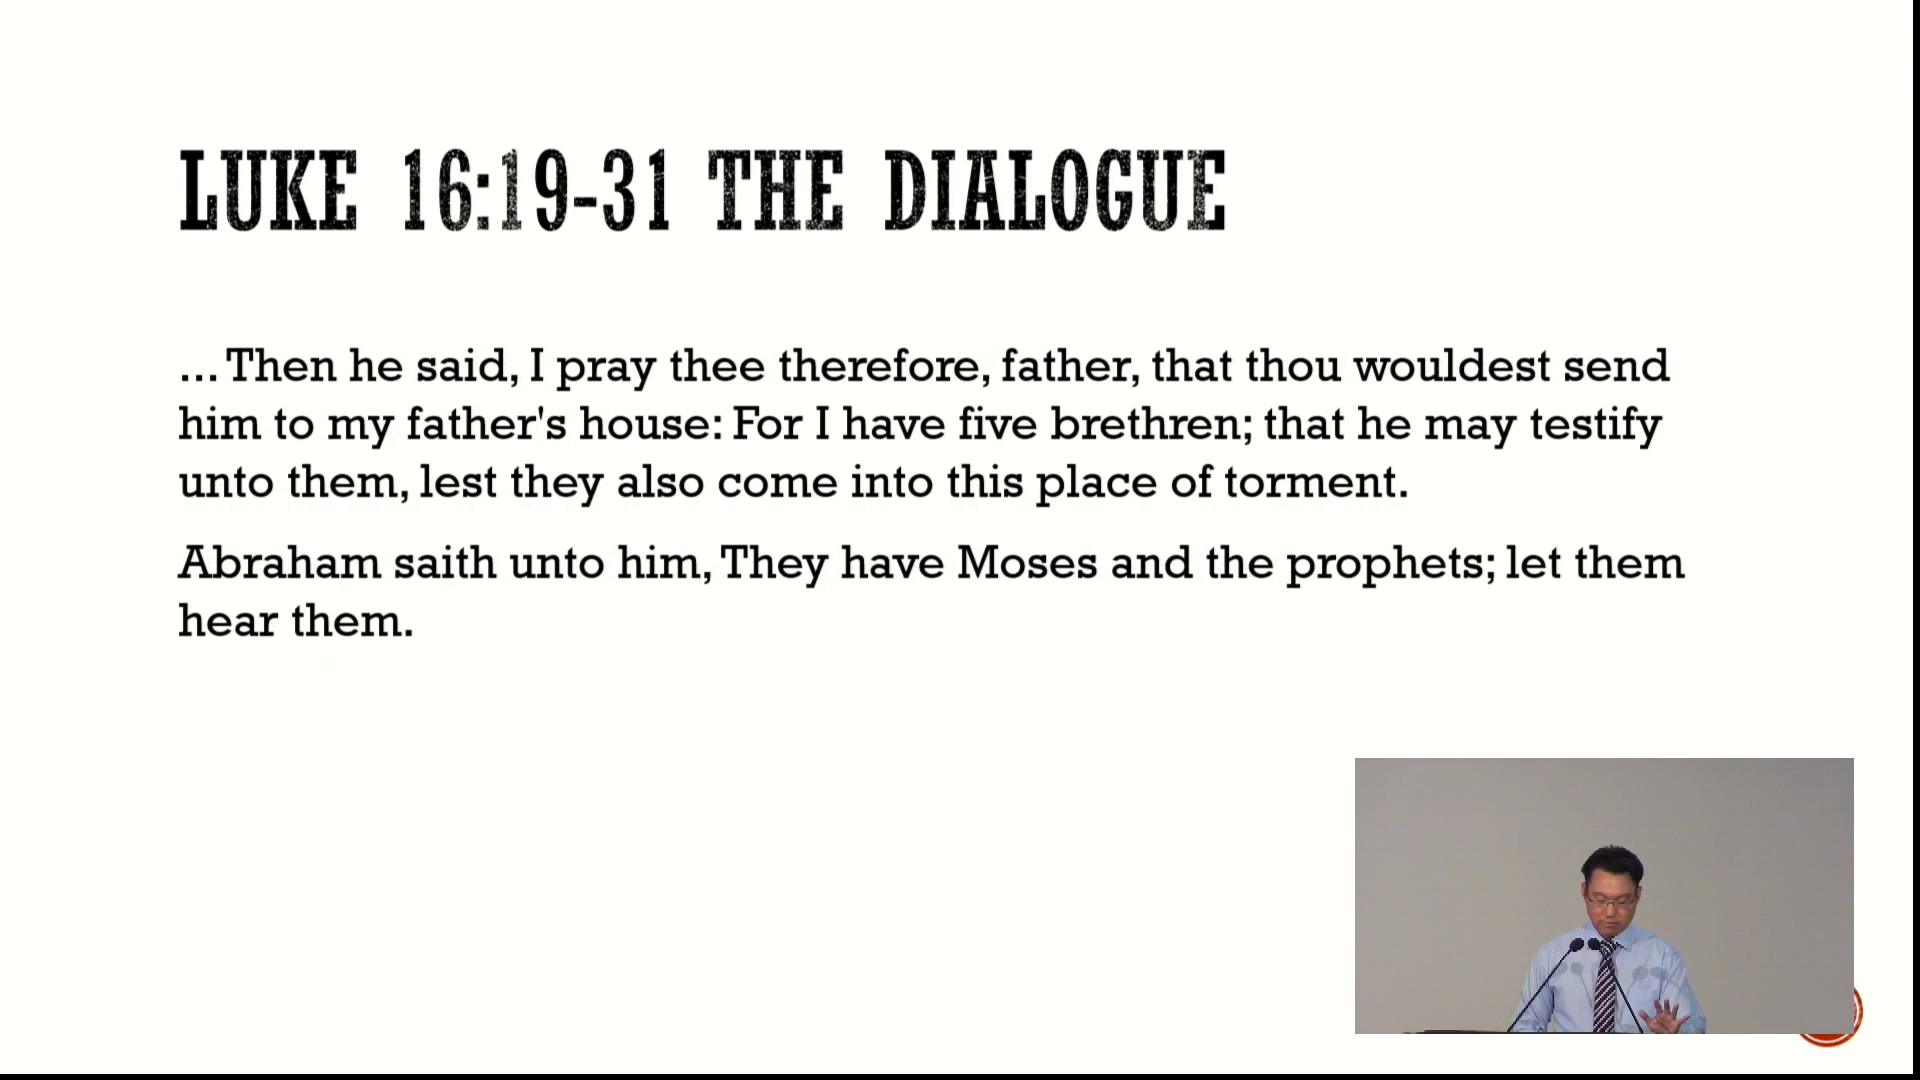 LUKE 16:19-31 THE DIALOGUE
... Then he said, I pray thee therefore, father, that thou wouldest send
him to my father's house: For I have five brethren; that he may testify
unto them, lest they also come into this place of torment.
Abraham saith unto him, They have Moses and the prophets; let them
hear them.